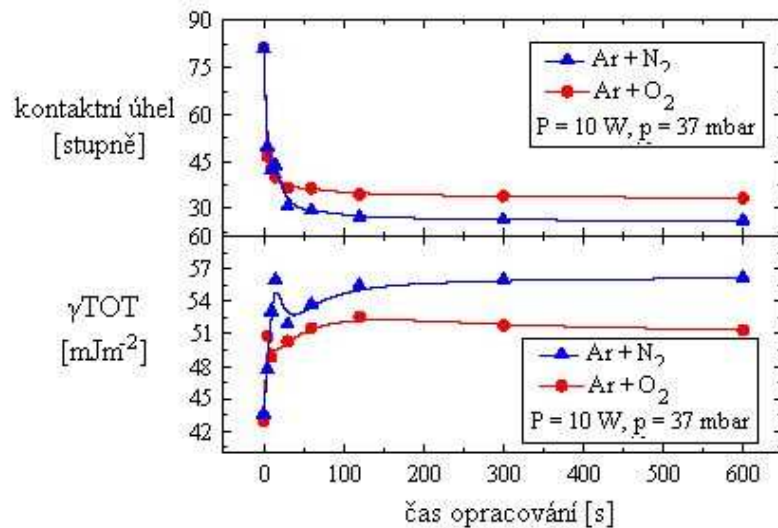 90
75
60
45
30
kontaktní úhel
[stupně]
Ar + N2
Ar + O2
P = 10 W, p = 37 mbar
60
57
54
51
48
45
42
γTOT
[mJm-2]
Ar + N2
Ar + O2
P = 10 W, p = 37 mbar
0 100 200 300 400 500 600
čas opracování [s]